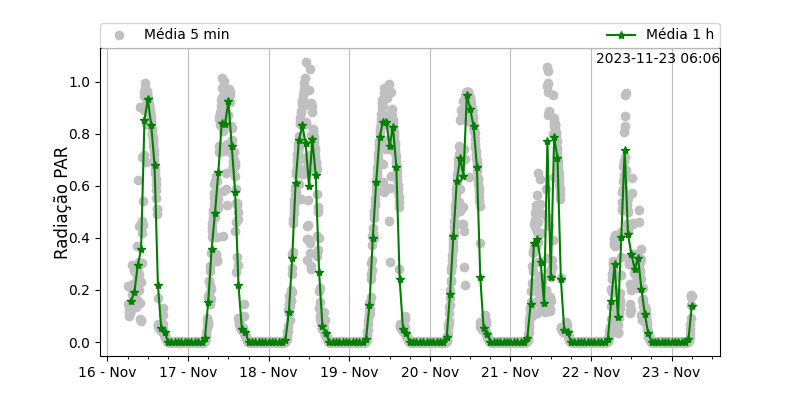 Média 5 min
Média 1 h
2023-11-23 06:06
Radiação PAR
1.0
0.8
0.6
0.4
0.2
0.0
16 - Nov
17 - Nov
18 - Nov
19 - Nov
20 - Nov
21 - Nov
22 - Nov
23 - Nov